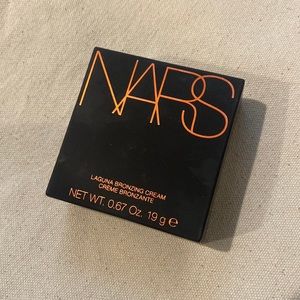 NARS
LAGUNA BRONZING CREAM
CRÈME BRONZANTE
NET WT. 0.67 Oz. 19 g e